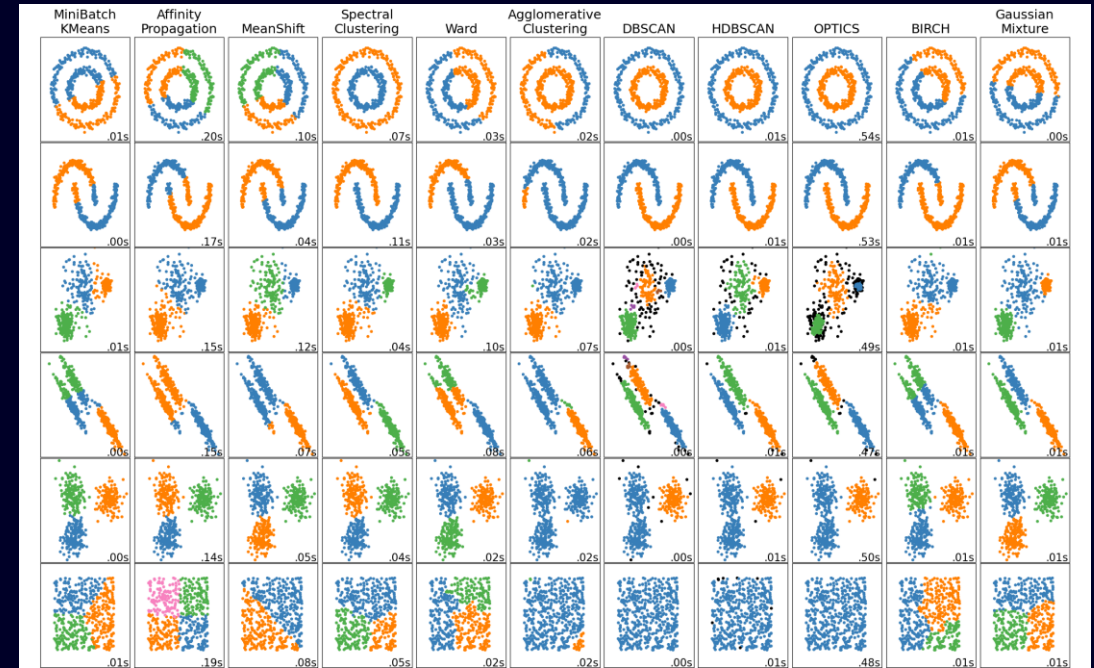 MiniBatch KMeans
Affinity Propagation
MeanShift
Spectral Clustering
Ward
Agglomerative Clustering
DBSCAN
HDBSCAN
OPTICS
BIRCH
Gaussian Mixture
.01s .20s .10s .07s .03s .02s .00s .01s .54s .01s .00s
.00s .17s .04s .11s .03s .02s .00s .01s .53s .01s .01s
.01s .15s .12s .04s .10s .07s .00s .01s .49s .01s .01s
.00s .15s .07s .05s .08s .06s .01s .47s .01s .01s
.00s .14s .05s .04s .02s .02s .00s .01s .50s .01s .01s
.01s .19s .08s .05s .02s .02s .00s .01s .48s .01s .01s